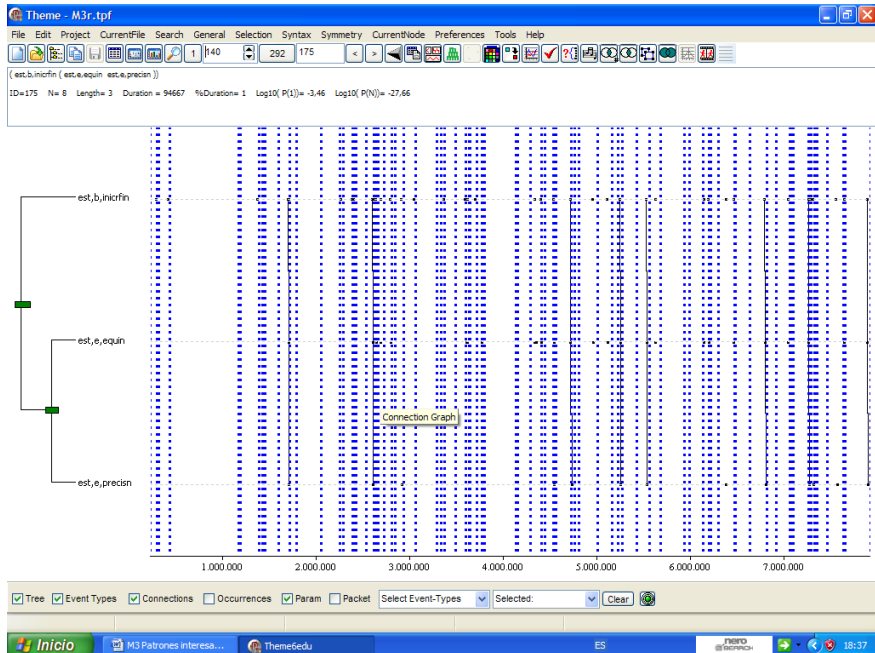 Theme - M3r.tpf
File Edit Project CurrentFile Search General Selection Syntax Symmetry CurrentNode Preferences Tools Help
1 140 292 175 < >
( est,b,inicrfin ( est,e,equin est,e,precisn ))
ID=175 N= 8 Length= 3 Duration = 94667 %Duration= 1 Log10( P(1))= -3,46 Log10( P(N))= -27,66
est,b,inicrfin
est,e,equin
Connection Graph
est,e,precisn
1.000.000 2.000.000 3.000.000 4.000.000 5.000.000 6.000.000 7.000.000
Tree Event Types Connections Occurrences Param Packet Select Event-Types Selected: Clear
Inicio M3 Patrones interesa... Theme6edu ES nero SEARCH 18:37